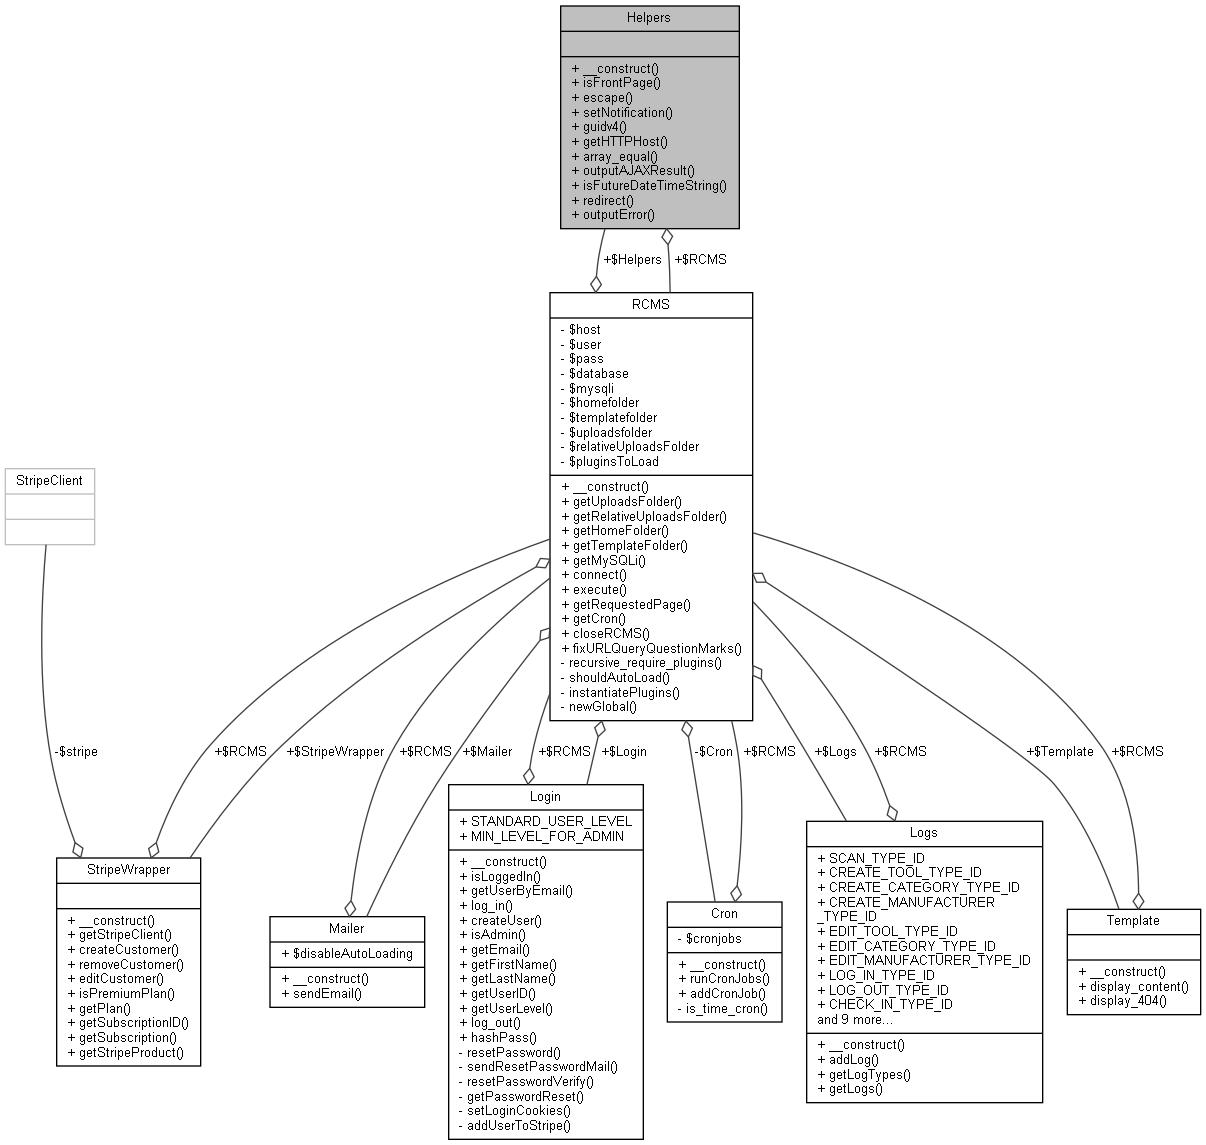 Helpers
+ __construct()
+ isFrontPage()
+ escape()
+ setNotification()
+ guidv4()
+ getHTTPHost()
+ array_equal()
+ outputAJAXResult()
+ isFutureDateTimeString()
+ redirect()
+ outputError()
+$Helpers
+$RCMS
RCMS
- $host
- $user
- $pass
- $database
- $mysqli
- $homefolder
- $templatefolder
- $uploadsfolder
- $relativeUploadsFolder
- $pluginsToLoad
+ __construct()
+ getUploadsFolder()
+ getRelativeUploadsFolder()
+ getHomeFolder()
+ getTemplateFolder()
+ getMySQLi()
+ connect()
+ execute()
+ getRequestedPage()
+ getCron()
+ closeRCMS()
+ fixURLQueryQuestionMarks()
- recursive_require_plugins()
- shouldAutoLoad()
- instantiatePlugins()
- newGlobal()
StripeClient
-$stripe
+$RCMS
+$StripeWrapper
+$RCMS
+$Mailer
+$RCMS
+$Login
-$Cron
+$RCMS
+$Logs
+$RCMS
+$Template
+$RCMS
StripeWrapper
+ __construct()
+ getStripeClient()
+ createCustomer()
+ removeCustomer()
+ editCustomer()
+ isPremiumPlan()
+ getPlan()
+ getSubscriptionID()
+ getSubscription()
+ getStripeProduct()
Mailer
+ $disableAutoLoading
+ __construct()
+ sendEmail()
Login
+ STANDARD_USER_LEVEL
+ MIN_LEVEL_FOR_ADMIN
+ __construct()
+ isLoggedIn()
+ getUserByEmail()
+ log_in()
+ createUser()
+ isAdmin()
+ getEmail()
+ getFirstName()
+ getLastName()
+ getUserID()
+ getUserLevel()
+ log_out()
+ hashPass()
- resetPassword()
- sendResetPasswordMail()
- resetPasswordVerify()
- getPasswordReset()
- setLoginCookies()
- addUserToStripe()
Cron
- $cronjobs
+ __construct()
+ runCronJobs()
+ addCronJob()
- is_time_cron()
Logs
+ SCAN_TYPE_ID
+ CREATE_TOOL_TYPE_ID
+ CREATE_CATEGORY_TYPE_ID
+ CREATE_MANUFACTURER
_TYPE_ID
+ EDIT_TOOL_TYPE_ID
+ EDIT_CATEGORY_TYPE_ID
+ EDIT_MANUFACTURER_TYPE_ID
+ LOG_IN_TYPE_ID
+ LOG_OUT_TYPE_ID
+ CHECK_IN_TYPE_ID
and 9 more...
+ __construct()
+ addLog()
+ getLogTypes()
+ getLogs()
Template
+ __construct()
+ display_content()
+ display_404()